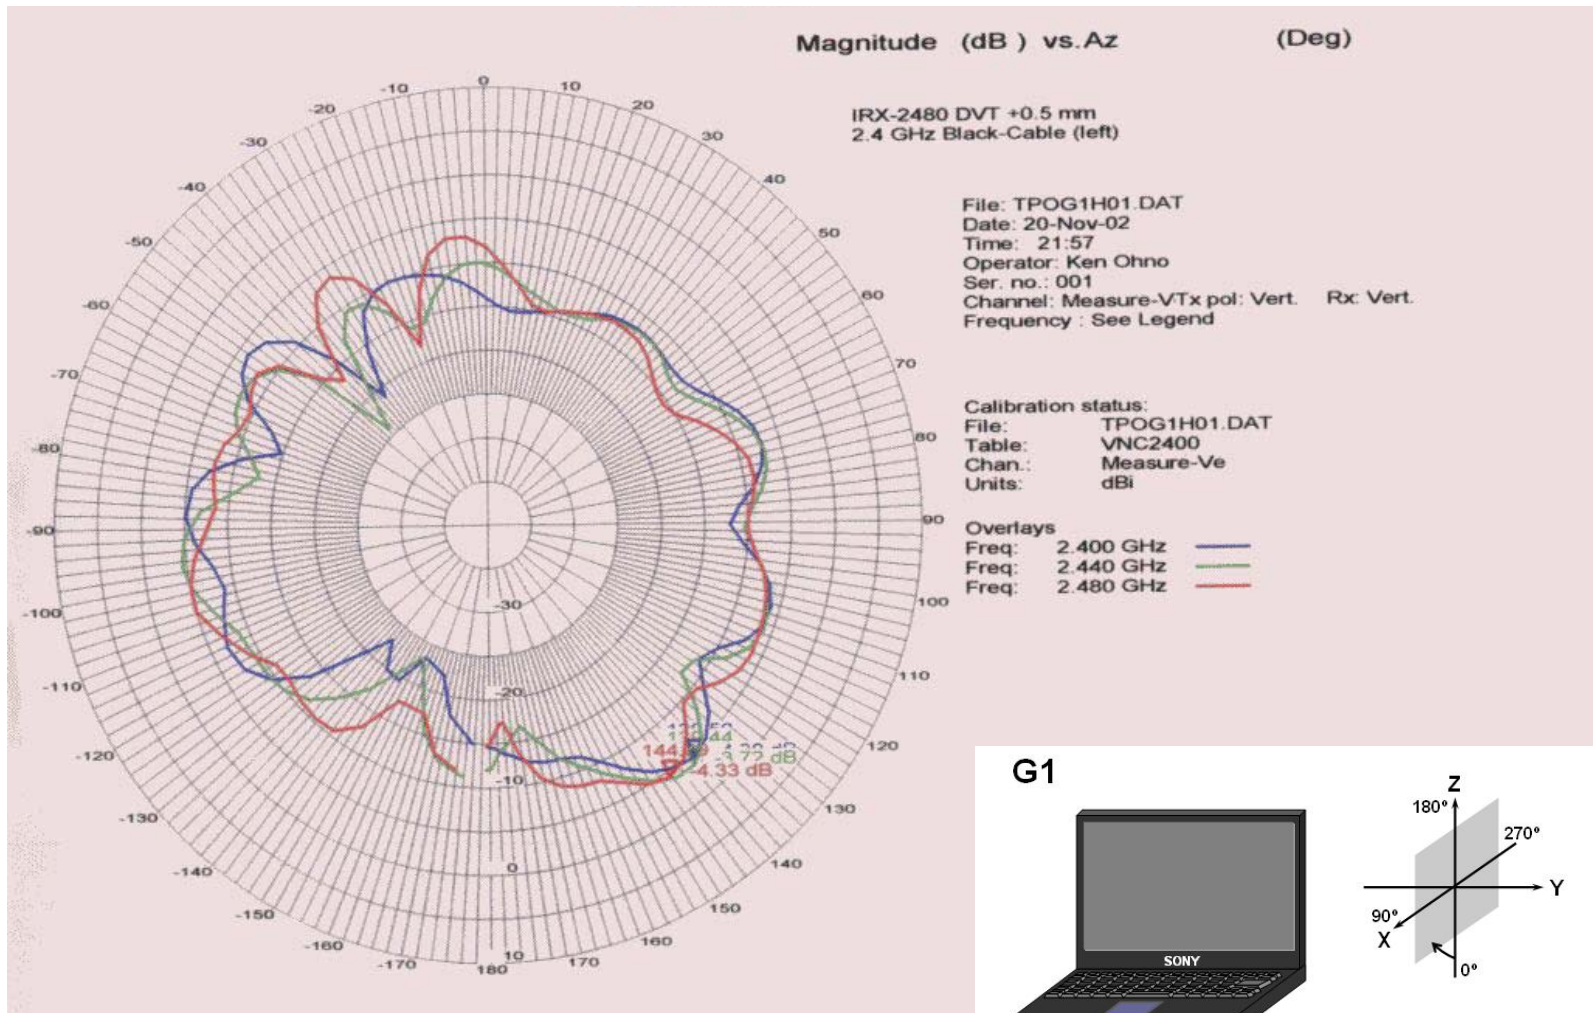 Magnitude (dB ) vs. Az (Deg)
IRX-2480 DVT +0.5 mm
2.4 GHz Black-Cable (left)
File: TPOG1H01.DAT
Date: 20-Nov-02
Time: 21:57
Operator: Ken Ohno
Ser. no.: 001
Channel: Measure-V/Tx pol: Vert. Rx: Vert.
Frequency : See Legend
Calibration status:
File: TPOG1H01.DAT
Table: VNC2400
Chan.: Measure-Ve
Units: dBi
Overlays
Freq: 2.400 GHz
Freq: 2.440 GHz
Freq: 2.480 GHz
0
10
20
30
40
50
60
70
80
90
100
110
120
130
140
150
160
180
-170
-160
-150
-140
-130
-120
-110
-100
-90
-80
-70
-60
-50
-40
-30
-20
-10
-30
-20
-10
0
10
-4.33 dB
G1
SONY
Z
180°
270°
Y
90°
X
0°